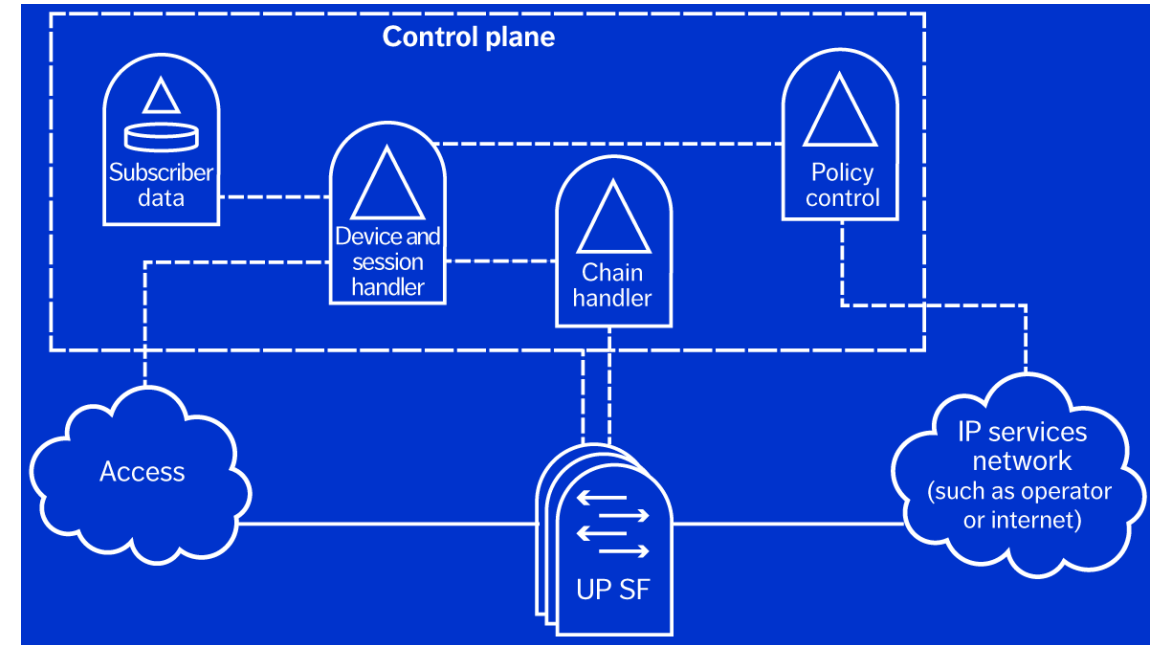 Control plane
Subscriber
data
Device and
session
handler
Chain
handler
Policy
control
Access
IP services
network
(such as operator
or internet)
UP SF